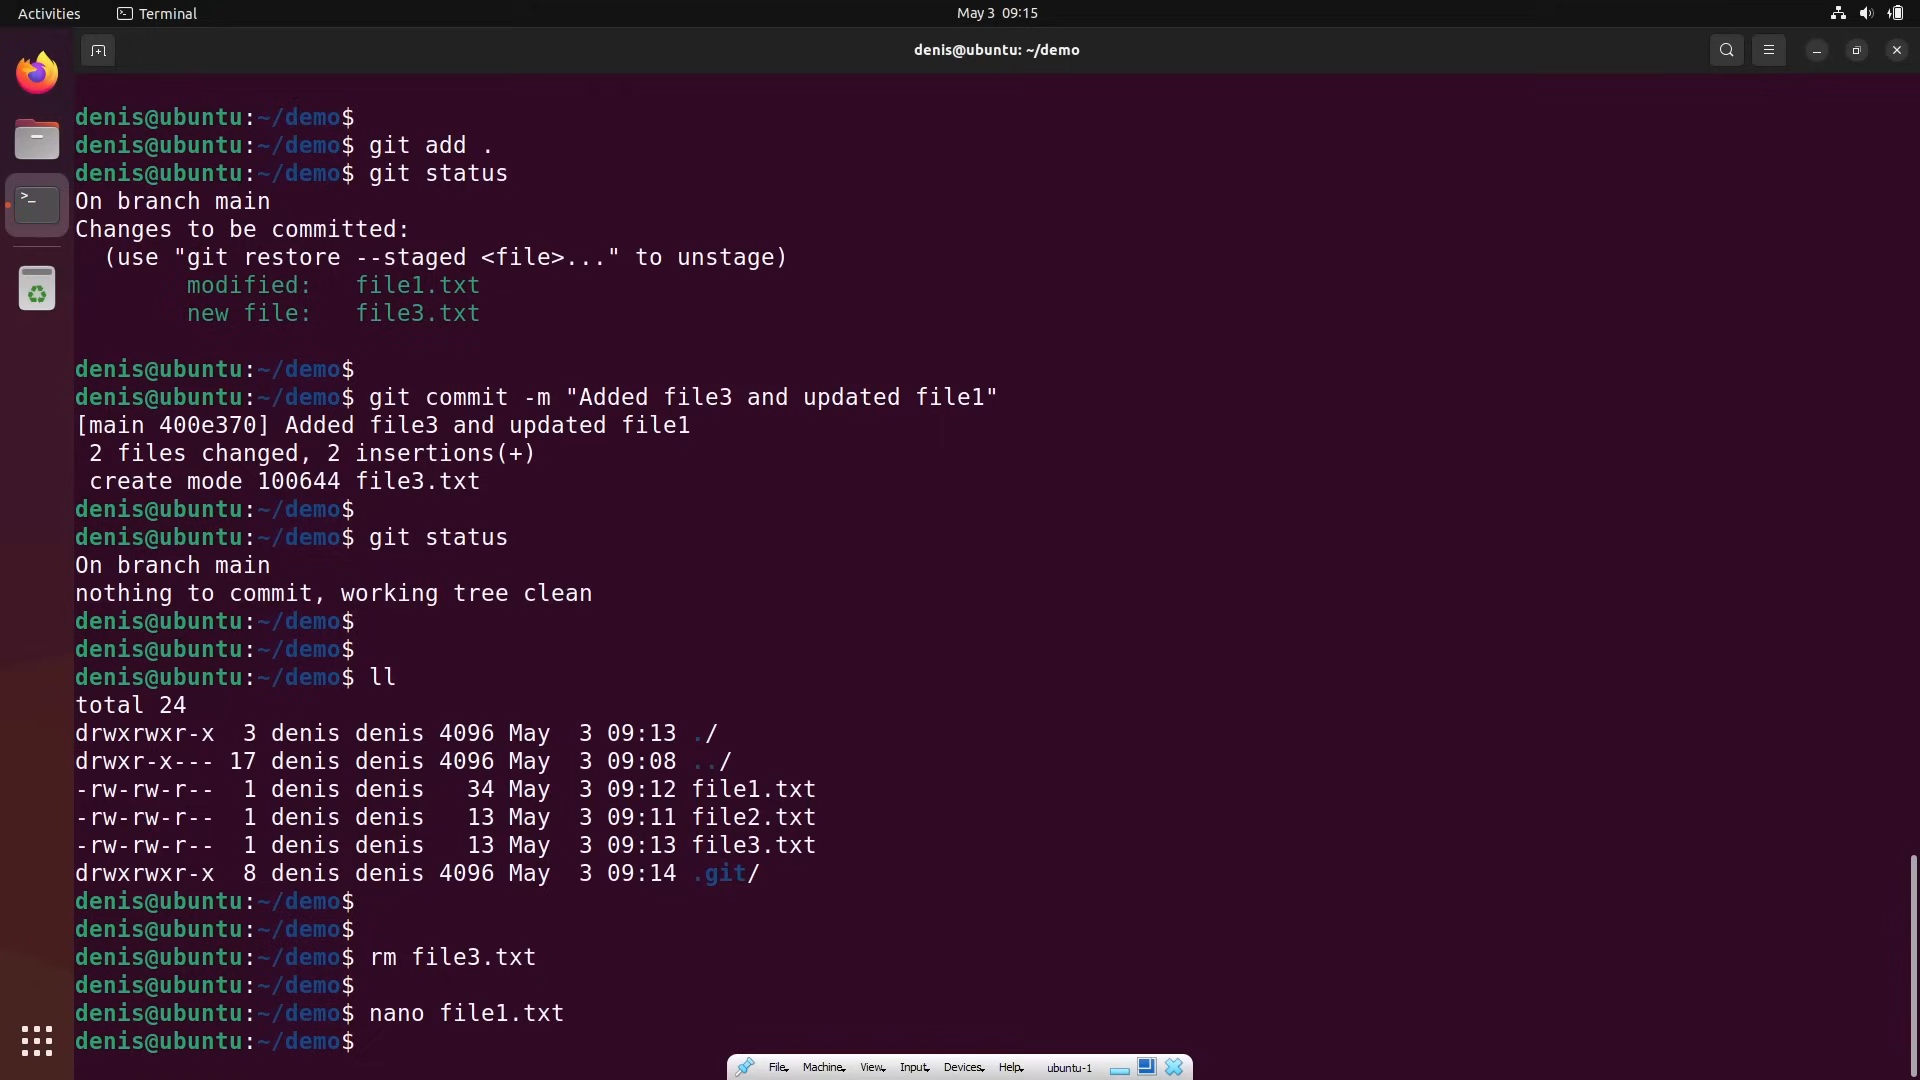 Activities
Terminal
May 3 09:15
denis@ubuntu: ~/demo
denis@ubuntu:~/demo$
denis@ubuntu:~/demo$ git add .
denis@ubuntu:~/demo$ git status
On branch main
Changes to be committed:
  (use "git restore --staged <file>..." to unstage)
        modified:   file1.txt
        new file:   file3.txt
denis@ubuntu:~/demo$
denis@ubuntu:~/demo$ git commit -m "Added file3 and updated file1"
[main 400e370] Added file3 and updated file1
 2 files changed, 2 insertions(+)
 create mode 100644 file3.txt
denis@ubuntu:~/demo$
denis@ubuntu:~/demo$ git status
On branch main
nothing to commit, working tree clean
denis@ubuntu:~/demo$
denis@ubuntu:~/demo$
denis@ubuntu:~/demo$ ll
total 24
drwxrwxr-x  3 denis denis 4096 May  3 09:13 ./
drwxr-x--- 17 denis denis 4096 May  3 09:08 ../
-rw-rw-r--  1 denis denis   34 May  3 09:12 file1.txt
-rw-rw-r--  1 denis denis   13 May  3 09:11 file2.txt
-rw-rw-r--  1 denis denis   13 May  3 09:13 file3.txt
drwxrwxr-x  8 denis denis 4096 May  3 09:14 .git/
denis@ubuntu:~/demo$
denis@ubuntu:~/demo$
denis@ubuntu:~/demo$ rm file3.txt
denis@ubuntu:~/demo$
denis@ubuntu:~/demo$ nano file1.txt
denis@ubuntu:~/demo$
File Machine View Input Devices Help ubuntu-1